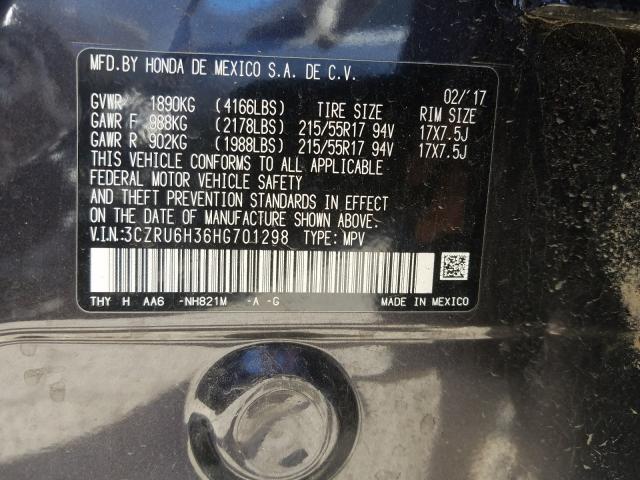 MFD.BY HONDA DE MEXICO S.A. DE C.V.
02/'17
GVWR 1890KG (4166LBS) TIRE SIZE RIM SIZE
GAWR F 988KG (2178LBS) 215/55R17 94V 17X7.5J
GAWR R 902KG (1988LBS) 215/55R17 94V 17X7.5J
THIS VEHICLE CONFORMS TO ALL APPLICABLE
FEDERAL MOTOR VEHICLE SAFETY
AND THEFT PREVENTION STANDARDS IN EFFECT
ON THE DATE OF MANUFACTURE SHOWN ABOVE.
V.I.N:3CZRU6H36HG701298 TYPE: MPV
THY H AA6 -NH821M -A -G MADE IN MEXICO